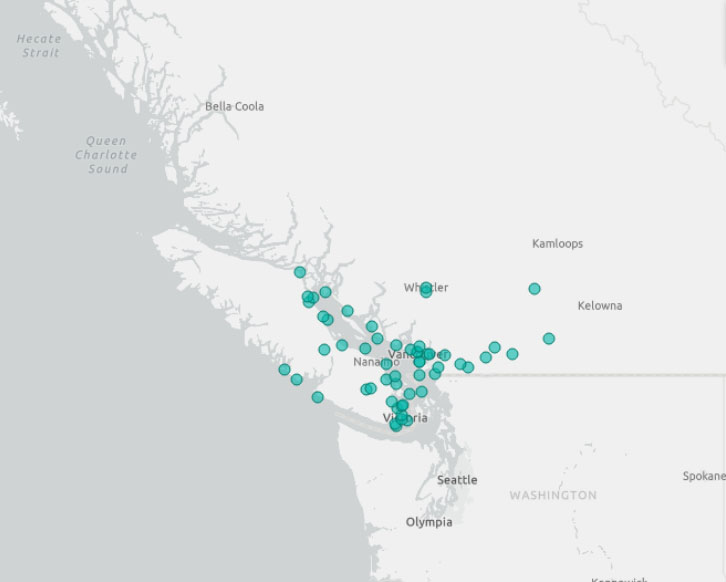 Hecate
Strait
Bella Coola
Queen
Charlotte
Sound
Kamloops
Whistler
Kelowna
Vancouver
Nanaimo
Victoria
Seattle
Spokane
WASHINGTON
Olympia